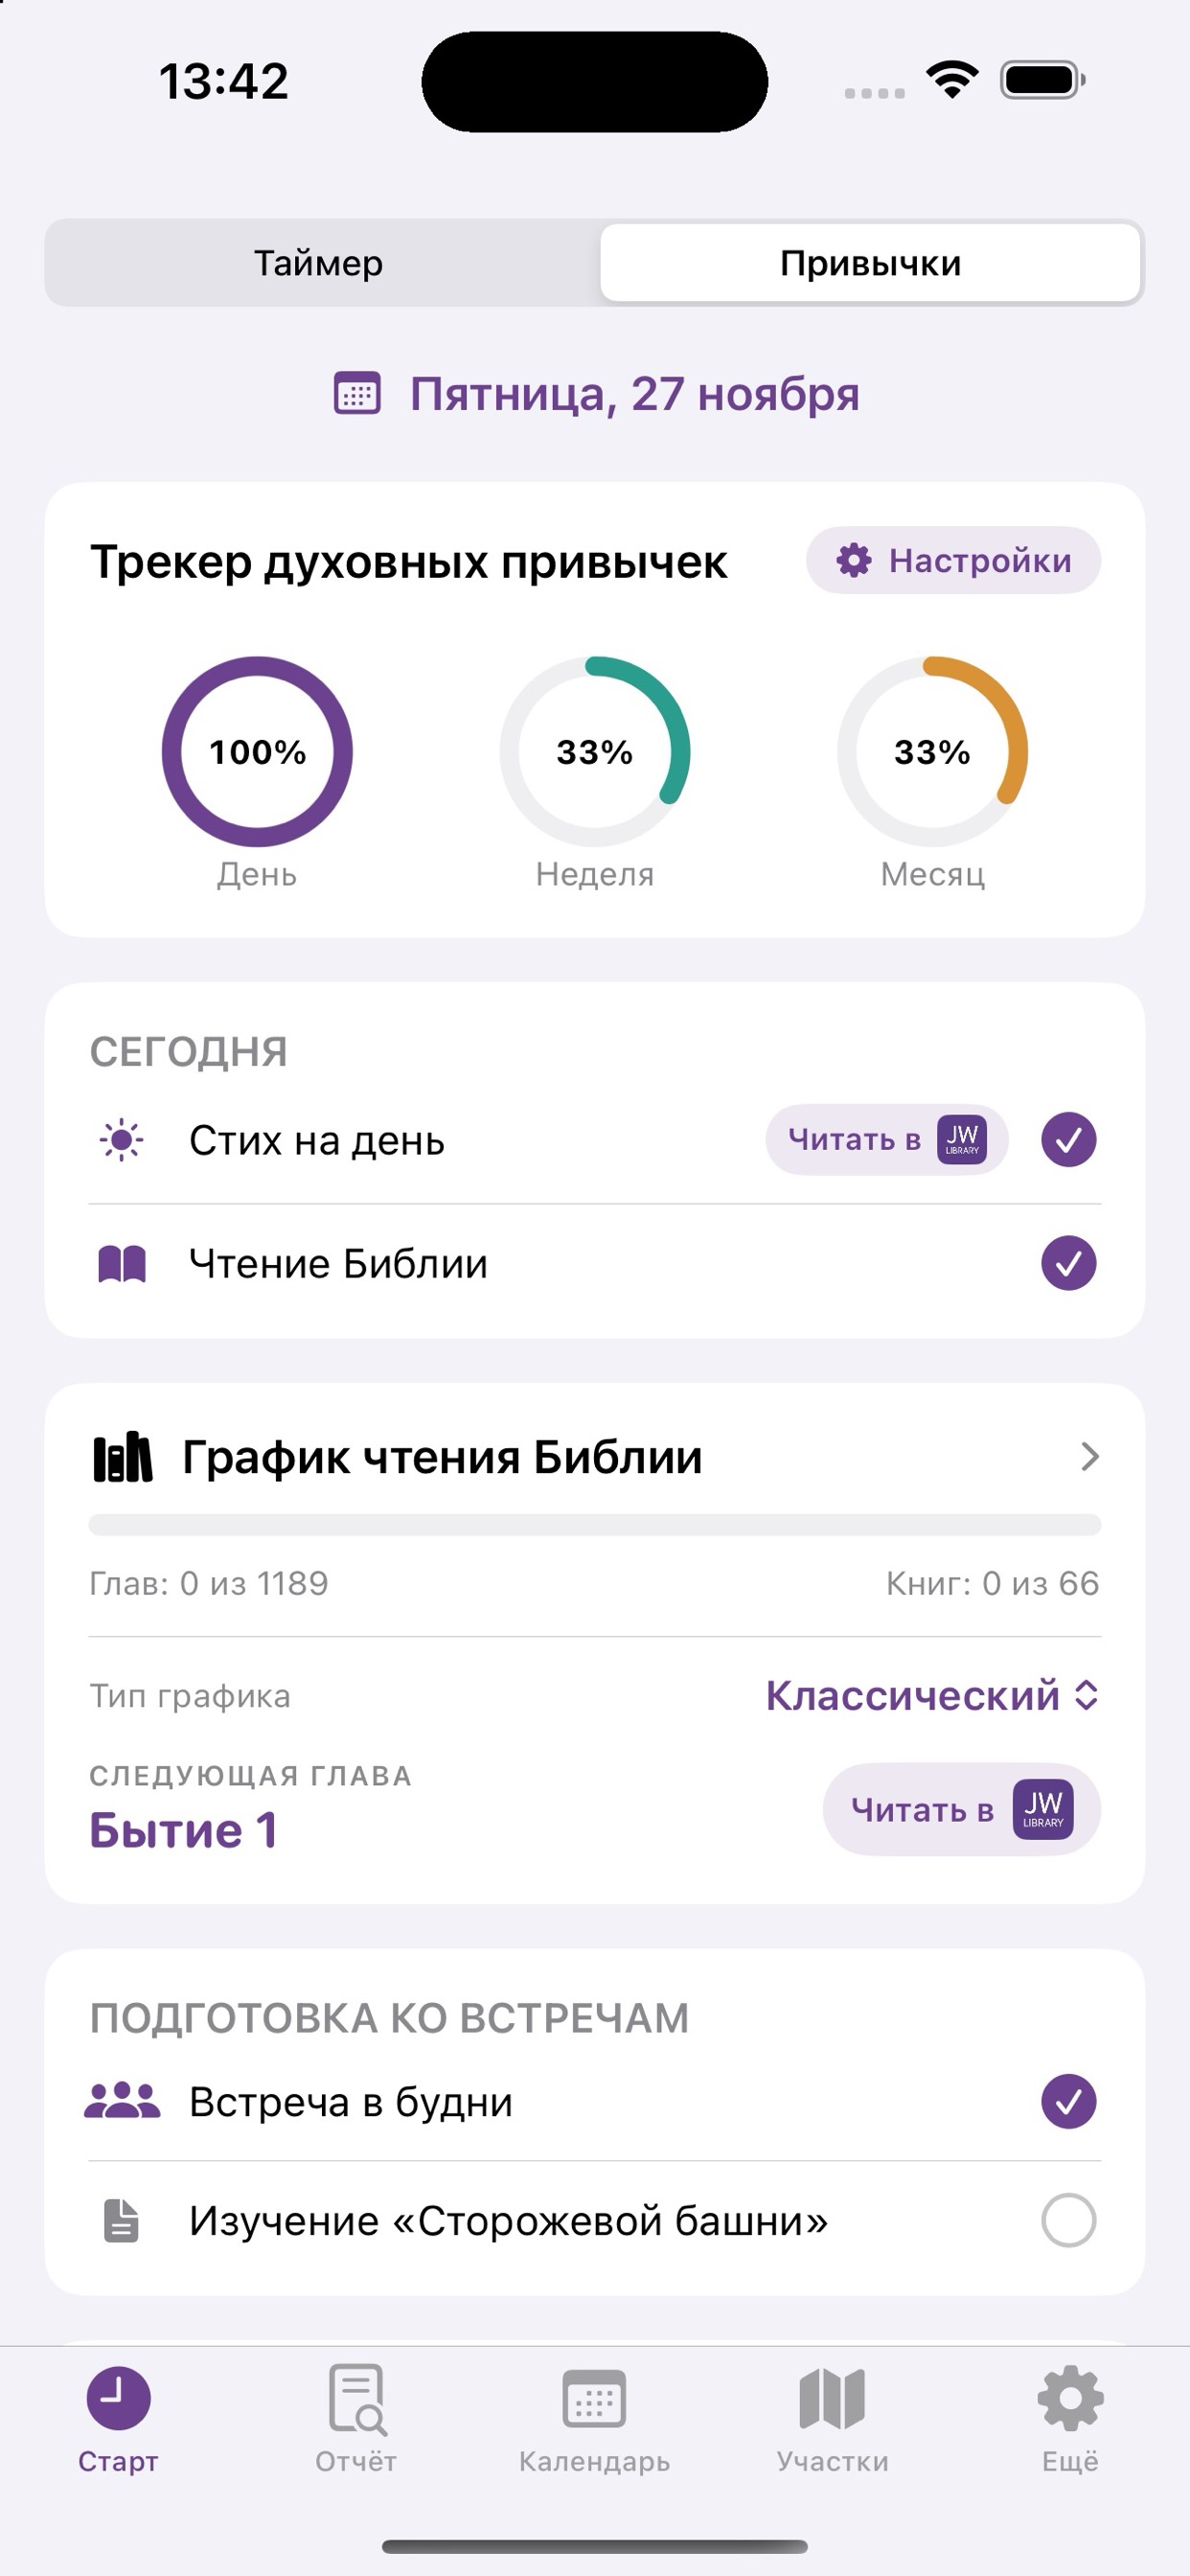 13:42
Таймер
Привычки
Пятница, 27 ноября
Трекер духовных привычек
Настройки
100%
33%
33%
День
Неделя
Месяц
СЕГОДНЯ
Стих на день
Читать в
JW
LIBRARY
Чтение Библии
График чтения Библии
Глав: 0 из 1189
Книг: 0 из 66
Тип графика
Классический
СЛЕДУЮЩАЯ ГЛАВА
Бытие 1
Читать в
JW
LIBRARY
ПОДГОТОВКА КО ВСТРЕЧАМ
Встреча в будни
Изучение «Сторожевой башни»
Старт
Отчёт
Календарь
Участки
Ещё